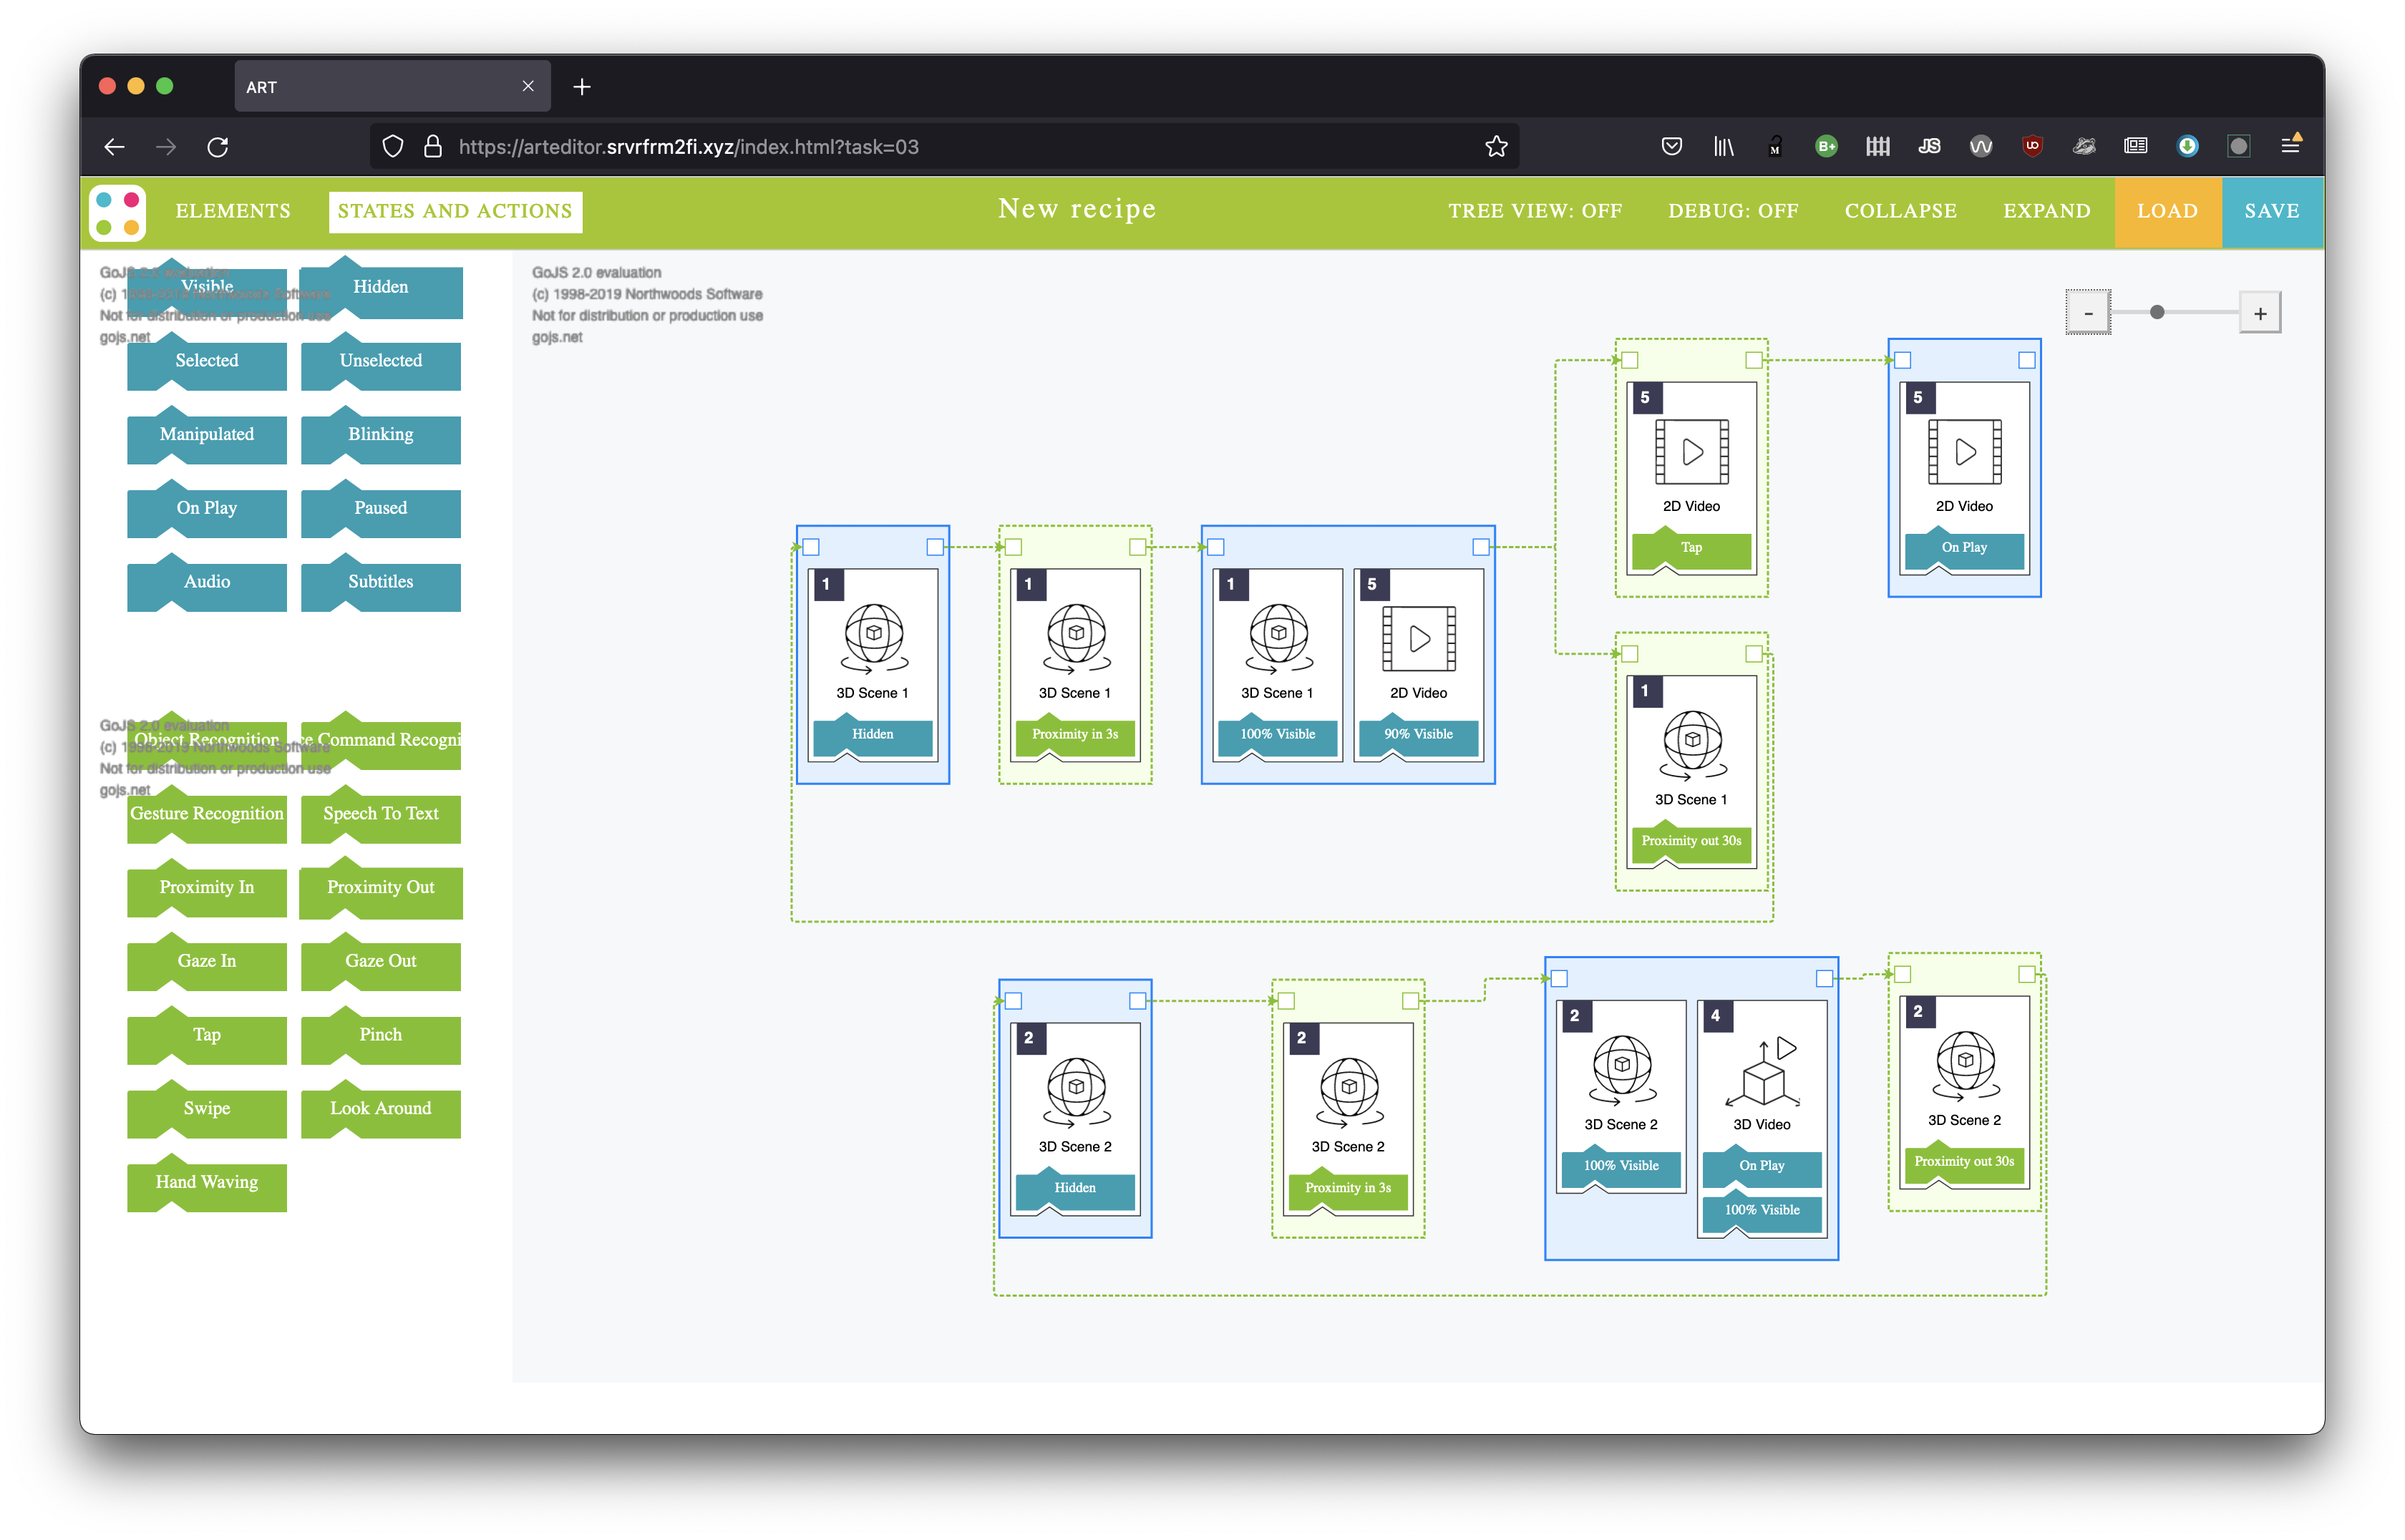 ART
https://arteditor.srvrfrm2fi.xyz/index.html?task=03
JS
B+
M
ELEMENTS
STATES AND ACTIONS
New recipe
TREE VIEW: OFF
DEBUG: OFF
COLLAPSE
EXPAND
LOAD
SAVE
GoJS 2.0 evaluation
(c) 1998-2019 Northwoods Software
Not for distribution or production use
gojs.net
Visible
Hidden
Selected
Unselected
Manipulated
Blinking
On Play
Paused
Audio
Subtitles
GoJS 2.0 evaluation
(c) 1998-2019 Northwoods Software
Not for distribution or production use
gojs.net
Object Recognition
ce Command Recogni
Gesture Recognition
Speech To Text
Proximity In
Proximity Out
Gaze In
Gaze Out
Tap
Pinch
Swipe
Look Around
Hand Waving
GoJS 2.0 evaluation
(c) 1998-2019 Northwoods Software
Not for distribution or production use
gojs.net
-
+
5
2D Video
Tap
5
2D Video
On Play
1
3D Scene 1
Hidden
1
3D Scene 1
Proximity in 3s
1
3D Scene 1
100% Visible
5
2D Video
90% Visible
1
3D Scene 1
Proximity out 30s
2
3D Scene 2
Hidden
2
3D Scene 2
Proximity in 3s
2
3D Scene 2
100% Visible
4
3D Video
On Play
100% Visible
2
3D Scene 2
Proximity out 30s